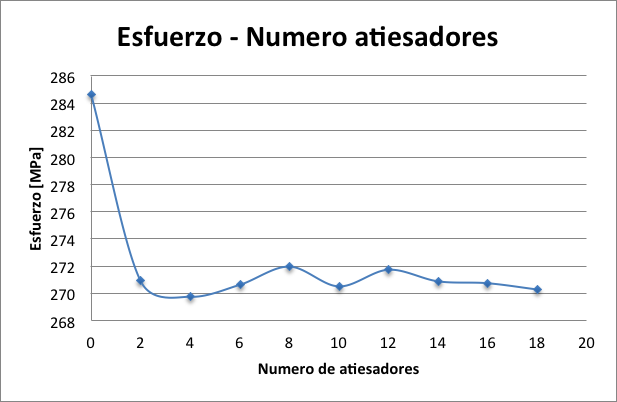 Esfuerzo - Numero atiesadores
Esfuerzo [MPa]
286
284
282
280
278
276
274
272
270
268
0 2 4 6 8 10 12 14 16 18 20
Numero de atiesadores